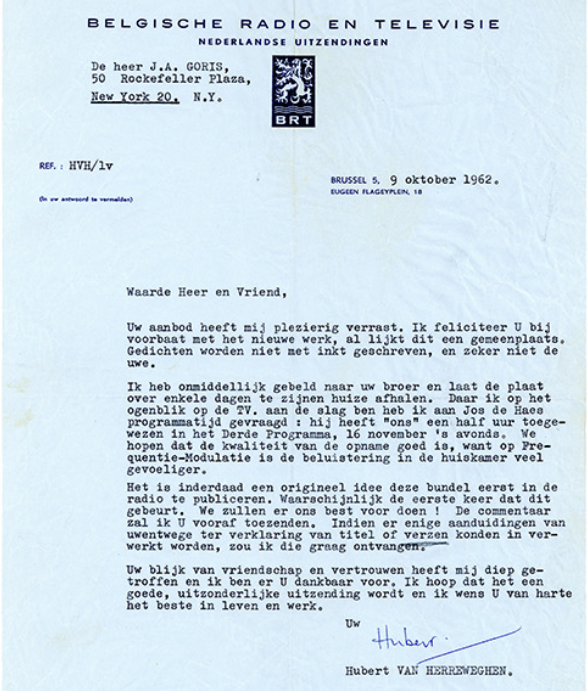 BELGISCHE RADIO EN TELEVISIE
NEDERLANDSE UITZENDINGEN
De heer J.A. GORIS,
50 Rockefeller Plaza,
New York 20. N.Y.
BRT
REF. : HVH/lv
BRUSSEL 5, 9 oktober 1962.
EUGEEN FLAGEYPLEIN, 18
(In uw antwoord te vermelden)
Waarde Heer en Vriend,
Uw aanbod heeft mij plezierig verrast. Ik feliciteer U bij
voorbaat met het nieuwe werk, al lijkt dit een gemeenplaats.
Gedichten worden niet met inkt geschreven, en zeker niet de
uwe.
Ik heb onmiddellijk gebeld naar uw broer en laat de plaat
over enkele dagen te zijnen huize afhalen. Daar ik op het
ogenblik op de TV. aan de slag ben heb ik aan Jos de Haes
programmatijd gevraagd : hij heeft "ons" een half uur toege-
wezen in het Derde Programma, 16 november 's avonds. We
hopen dat de kwaliteit van de opname goed is, want op Fre-
quentie-Modulatie is de beluistering in de huiskamer veel
gevoeliger.
Het is inderdaad een origineel idee deze bundel eerst in de
radio te publiceren. Waarschijnlijk de eerste keer dat dit
gebeurt. We zullen er ons best voor doen ! De commentaar
zal ik U vooraf toezenden. Indien er enige aanduidingen van
uwentwege ter verklaring van titel of verzen konden in ver-
werkt worden, zou ik die graag ontvangen.
Uw blijk van vriendschap en vertrouwen heeft mij diep ge-
troffen en ik ben er U dankbaar voor. Ik hoop dat het een
goede, uitzonderlijke uitzending wordt en ik wens U van harte
het beste in leven en werk.
Uw
Hubert.
Hubert VAN HERREWEGHEN.